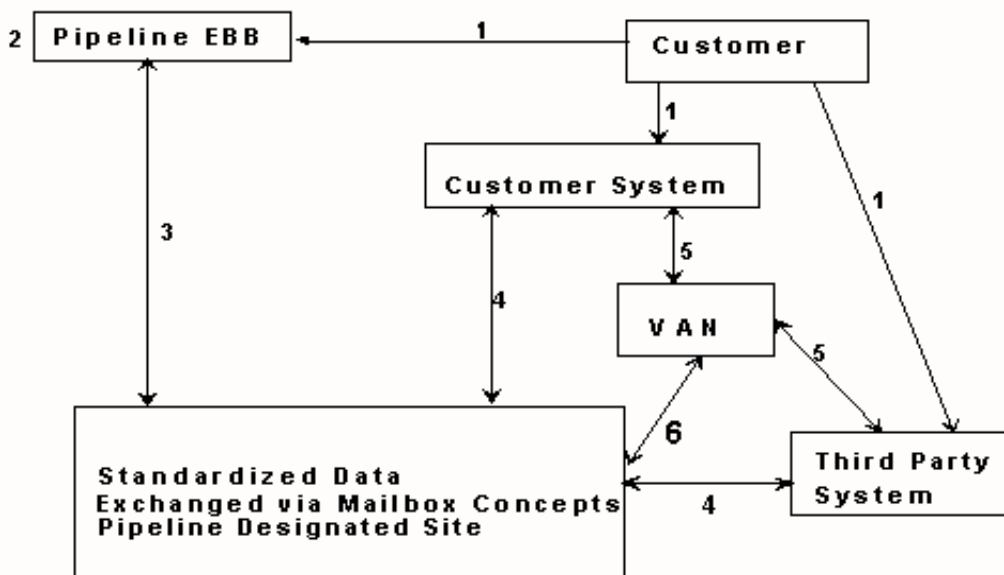 2 Pipeline EBB
1
Customer
1
Customer System
1
3
5
4
VAN
5
6
Third Party
System
Standardized Data
Exchanged via Mailbox Concepts
Pipeline Designated Site
4